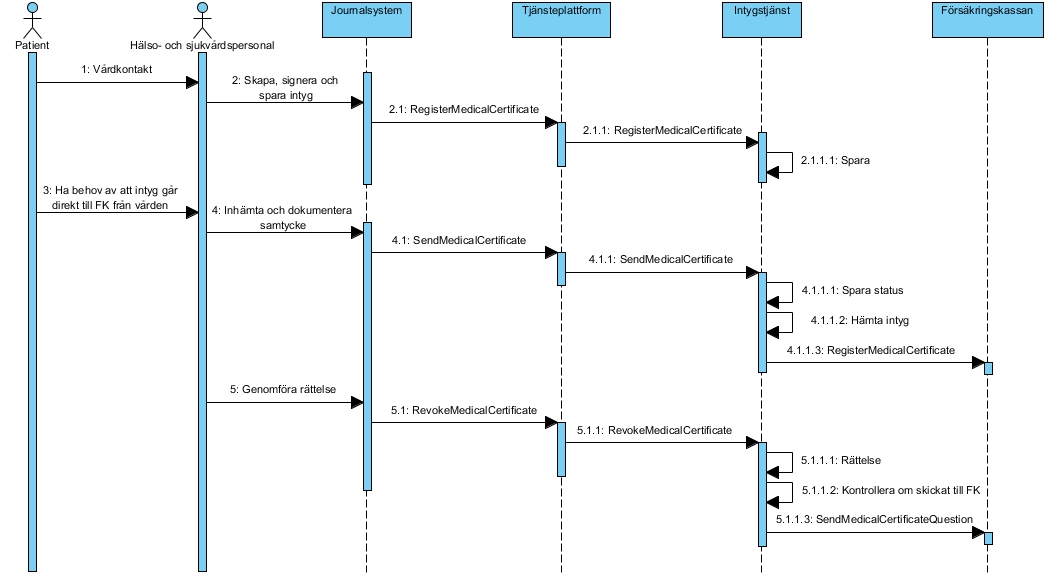 Journalsystem
Tjänsteplattform
Intygstjänst
Försäkringskassan
Patient
Hälso- och sjukvårdspersonal
1: Vårdkontakt
2: Skapa, signera och
spara intyg
2.1: RegisterMedicalCertificate
2.1.1: RegisterMedicalCertificate
2.1.1.1: Spara
3: Ha behov av att intyg går
direkt till FK från vården
4: Inhämta och dokumentera
samtycke
4.1: SendMedicalCertificate
4.1.1: SendMedicalCertificate
4.1.1.1: Spara status
4.1.1.2: Hämta intyg
4.1.1.3: RegisterMedicalCertificate
5: Genomföra rättelse
5.1: RevokeMedicalCertificate
5.1.1: RevokeMedicalCertificate
5.1.1.1: Rättelse
5.1.1.2: Kontrollera om skickat till FK
5.1.1.3: SendMedicalCertificateQuestion